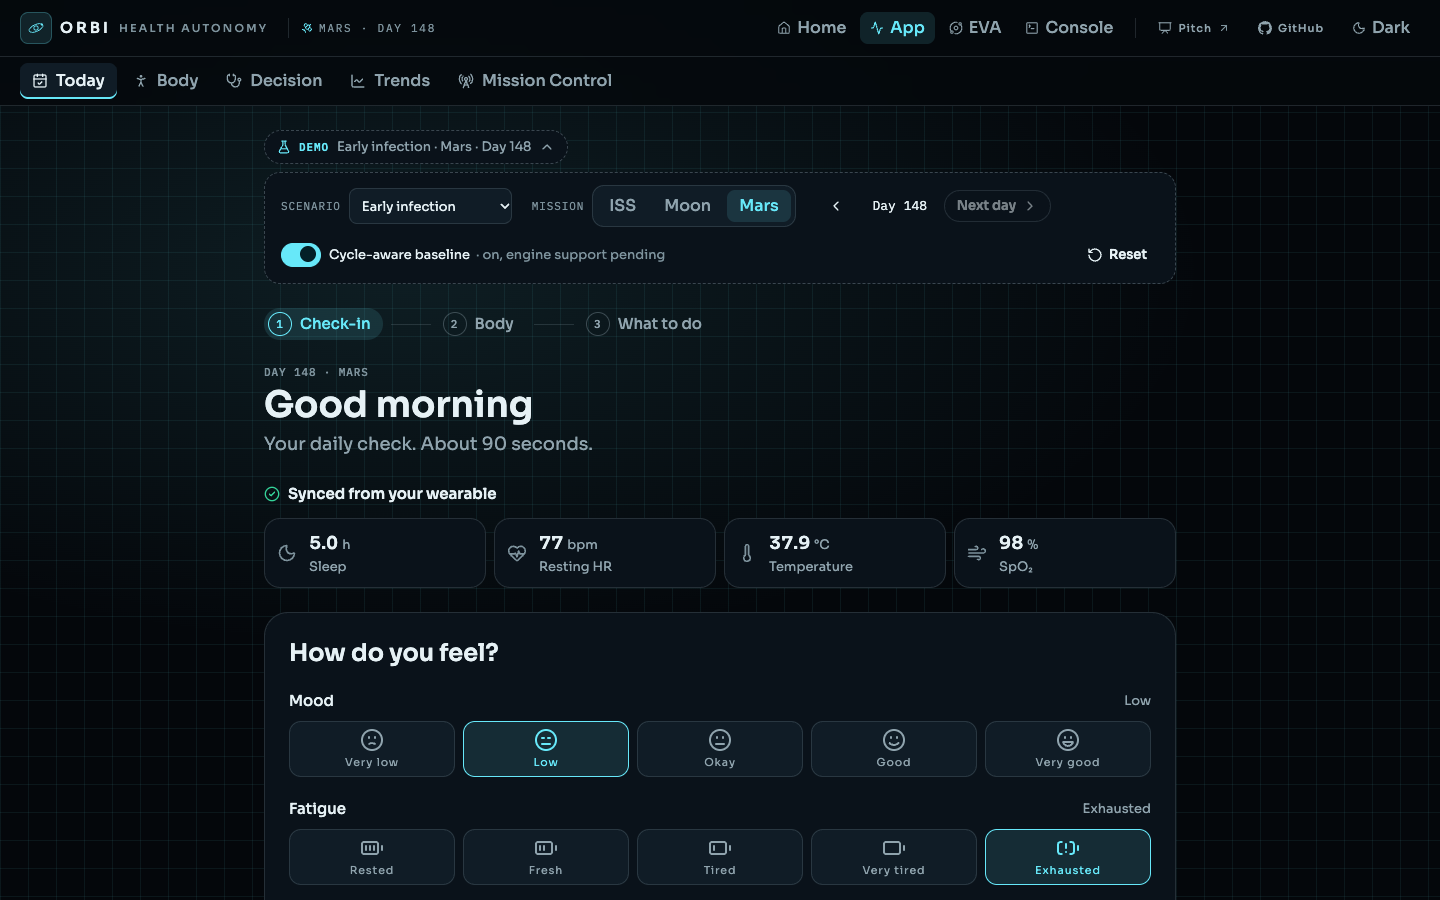 ORBI HEALTH AUTONOMY MARS · DAY 148 Home App EVA Console Pitch GitHub Dark
Today Body Decision Trends Mission Control
DEMO Early infection · Mars · Day 148
SCENARIO Early infection MISSION ISS Moon Mars Day 148 Next day
Cycle-aware baseline · on, engine support pending Reset
1 Check-in 2 Body 3 What to do
DAY 148 · MARS
Good morning
Your daily check. About 90 seconds.
Synced from your wearable
5.0 h 77 bpm 37.9 °C 98 %
Sleep Resting HR Temperature SpO₂
How do you feel?
Mood Low
Very low Low Okay Good Very good
Fatigue Exhausted
Rested Fresh Tired Very tired Exhausted